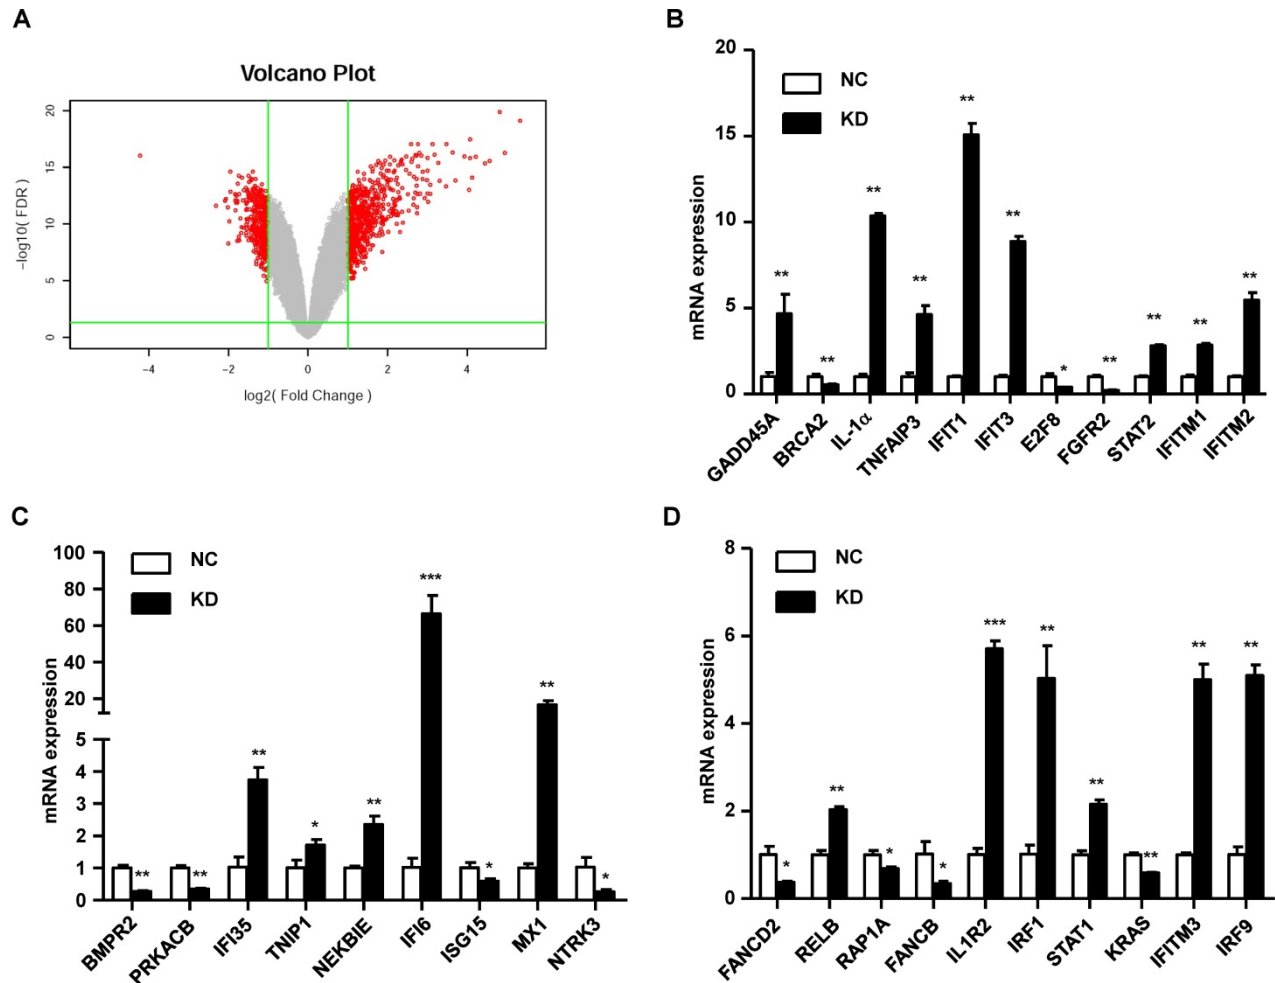 A
Volcano Plot
20
15
10
5
0
−log10( FDR )
−4
−2
0
2
4
log2( Fold Change )
B
20
15
10
5
0
mRNA expression
NC
KD
** ** ** ** ** ** * ** ** ** **
GADD45A
BRCA2
IL-1α
TNFAIP3
IFIT1
IFIT3
E2F8
FGFR2
STAT2
IFITM1
IFITM2
C
100
80
60
40
20
5
4
3
2
1
0
mRNA expression
NC
KD
** ** ** * ** *** * ** *
BMPR2
PRKACB
IFI35
TNIP1
NEKBIE
IFI6
ISG15
MX1
NTRK3
D
8
6
4
2
0
mRNA expression
NC
KD
* ** * * *** ** ** ** ** **
FANCD2
RELB
RAP1A
FANCB
IL1R2
IRF1
STAT1
KRAS
IFITM3
IRF9